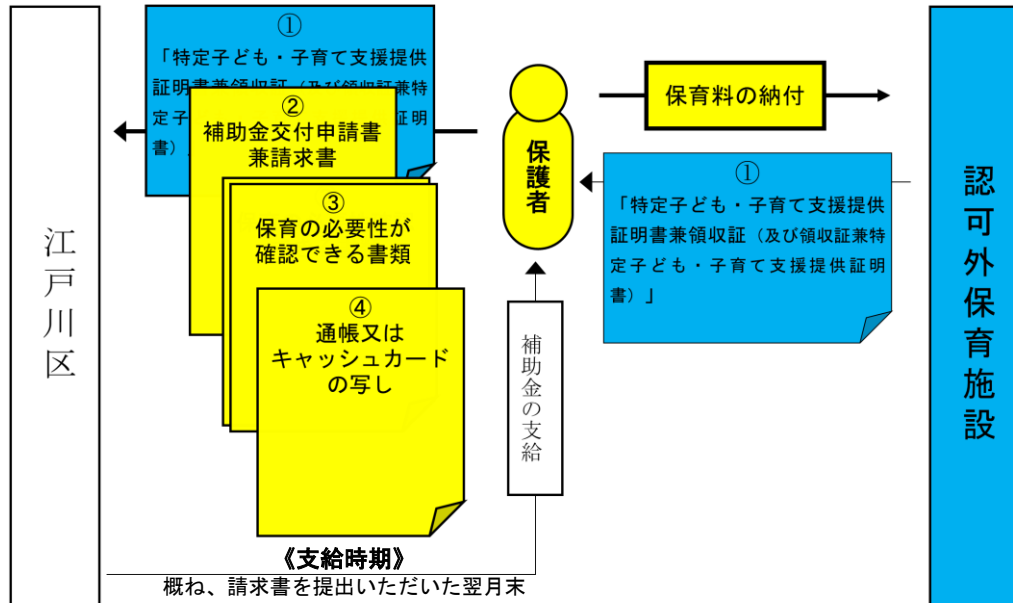 江戸川区
①
「特定子ども・子育て支援提供
証明書兼領収証（及び領収証兼特
定子
証明
書）
②
補助金交付申請書
兼請求書
③
保育の必要性が
確認できる書類
④
通帳又は
キャッシュカード
の写し
保護者
保育料の納付
①
「特定子ども・子育て支援提供
証明書兼領収証（及び領収証兼特
定子ども・子育て支援提供証明
書）」
補助金の支給
認可外保育施設
《支給時期》
概ね、請求書を提出いただいた翌月末